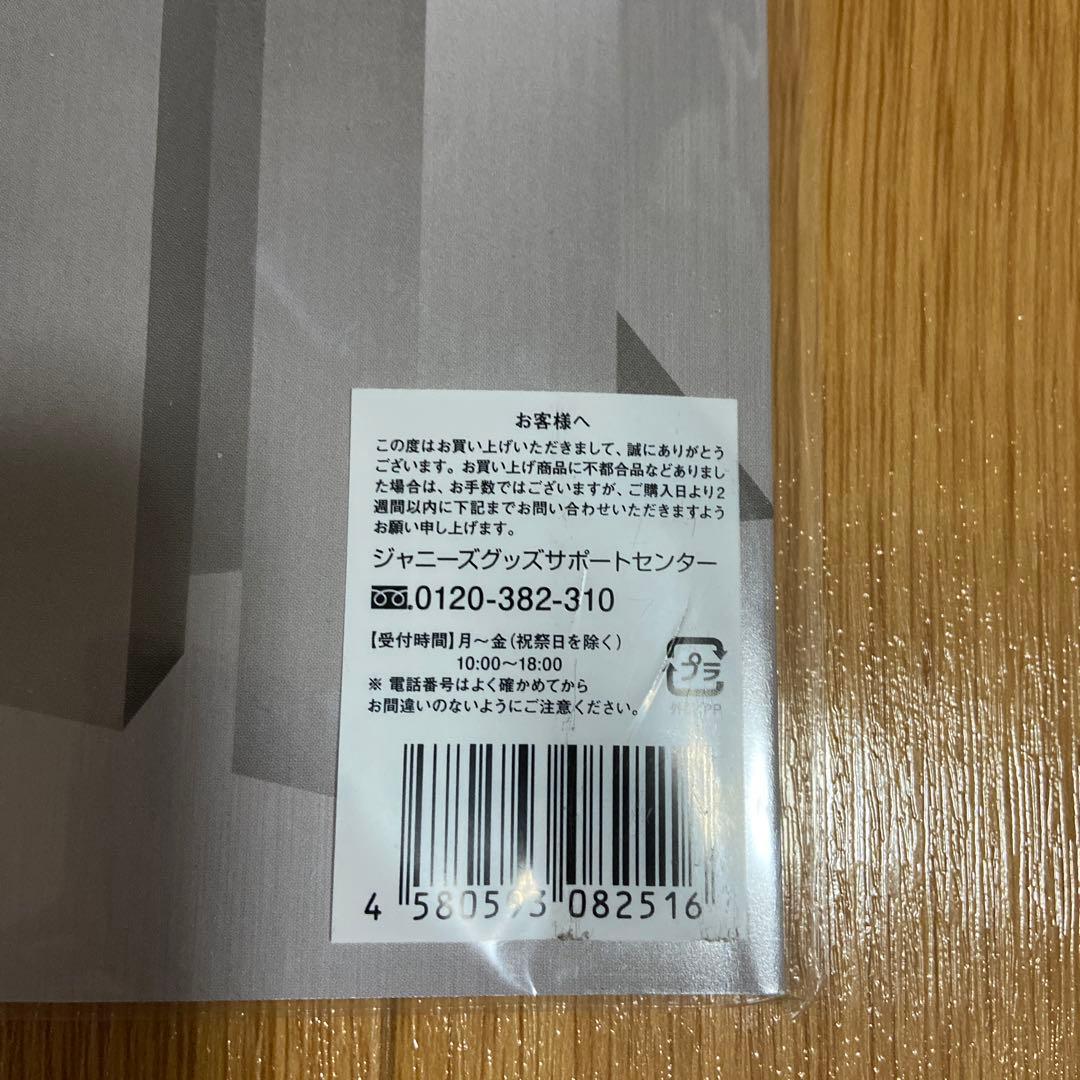 お客様へ
この度はお買い上げいただきまして、誠にありがとう
ございます。お買い上げ商品に不都合品などありまし
た場合は、お手数ではございますが、ご購入日より2
週間以内に下記までお問い合わせいただきますよう
お願い申し上げます。
ジャニーズグッズサポートセンター
0120-382-310
【受付時間】月〜金(祝祭日を除く)
10:00〜18:00
※ 電話番号はよく確かめてから
お間違いのないようにご注意ください。
プラ
外装:PP
4 580593 082516